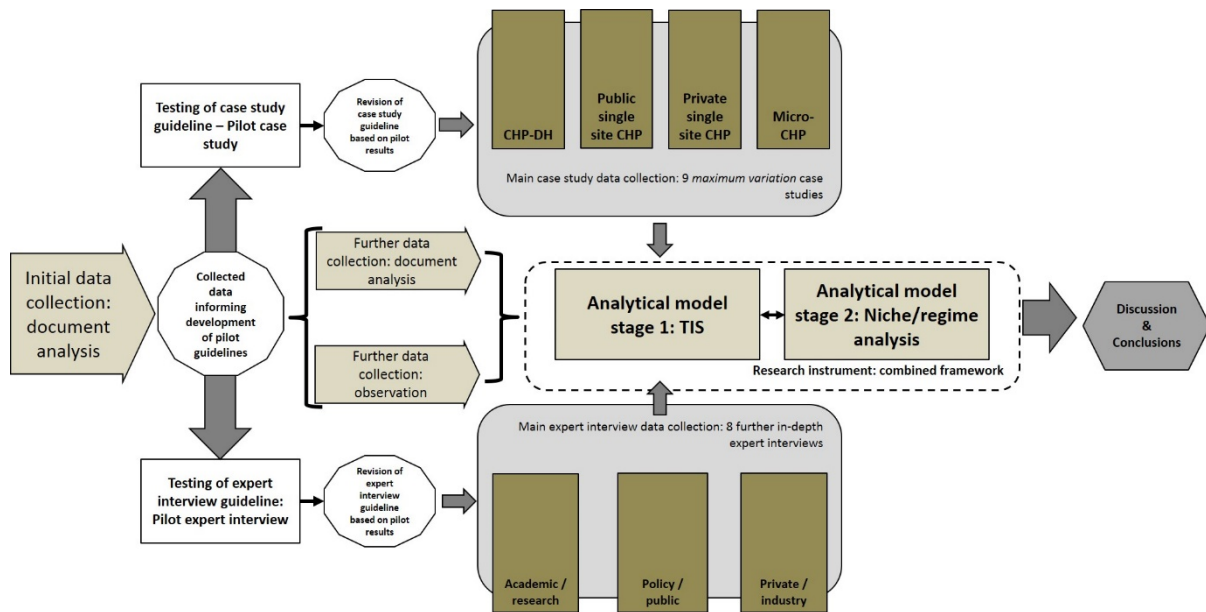 Initial data
collection:
document
analysis
Collected
data
informing
development
of pilot
guidelines
Testing of case study
guideline – Pilot case
study
Revision of
case study
guideline
based on pilot
results
CHP-DH
Public
single
site CHP
Private
single
site CHP
Micro-
CHP
Main case study data collection: 9 maximum variation case
studies
Further data
collection: document
analysis
Further data
collection:
observation
Analytical model
stage 1: TIS
Analytical model
stage 2: Niche/regime
analysis
Research instrument: combined framework
Discussion
&
Conclusions
Testing of expert
interview guideline:
Pilot expert interview
Revision of
expert
interview
guideline
based on pilot
results
Main expert interview data collection: 8 further in-depth
expert interviews
Academic /
research
Policy /
public
Private /
industry